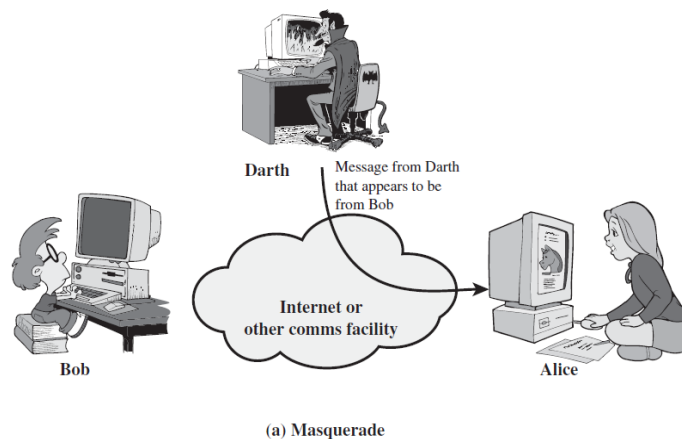 Darth
Message from Darth
that appears to be
from Bob
Internet or
other comms facility
Bob
Alice
(a) Masquerade